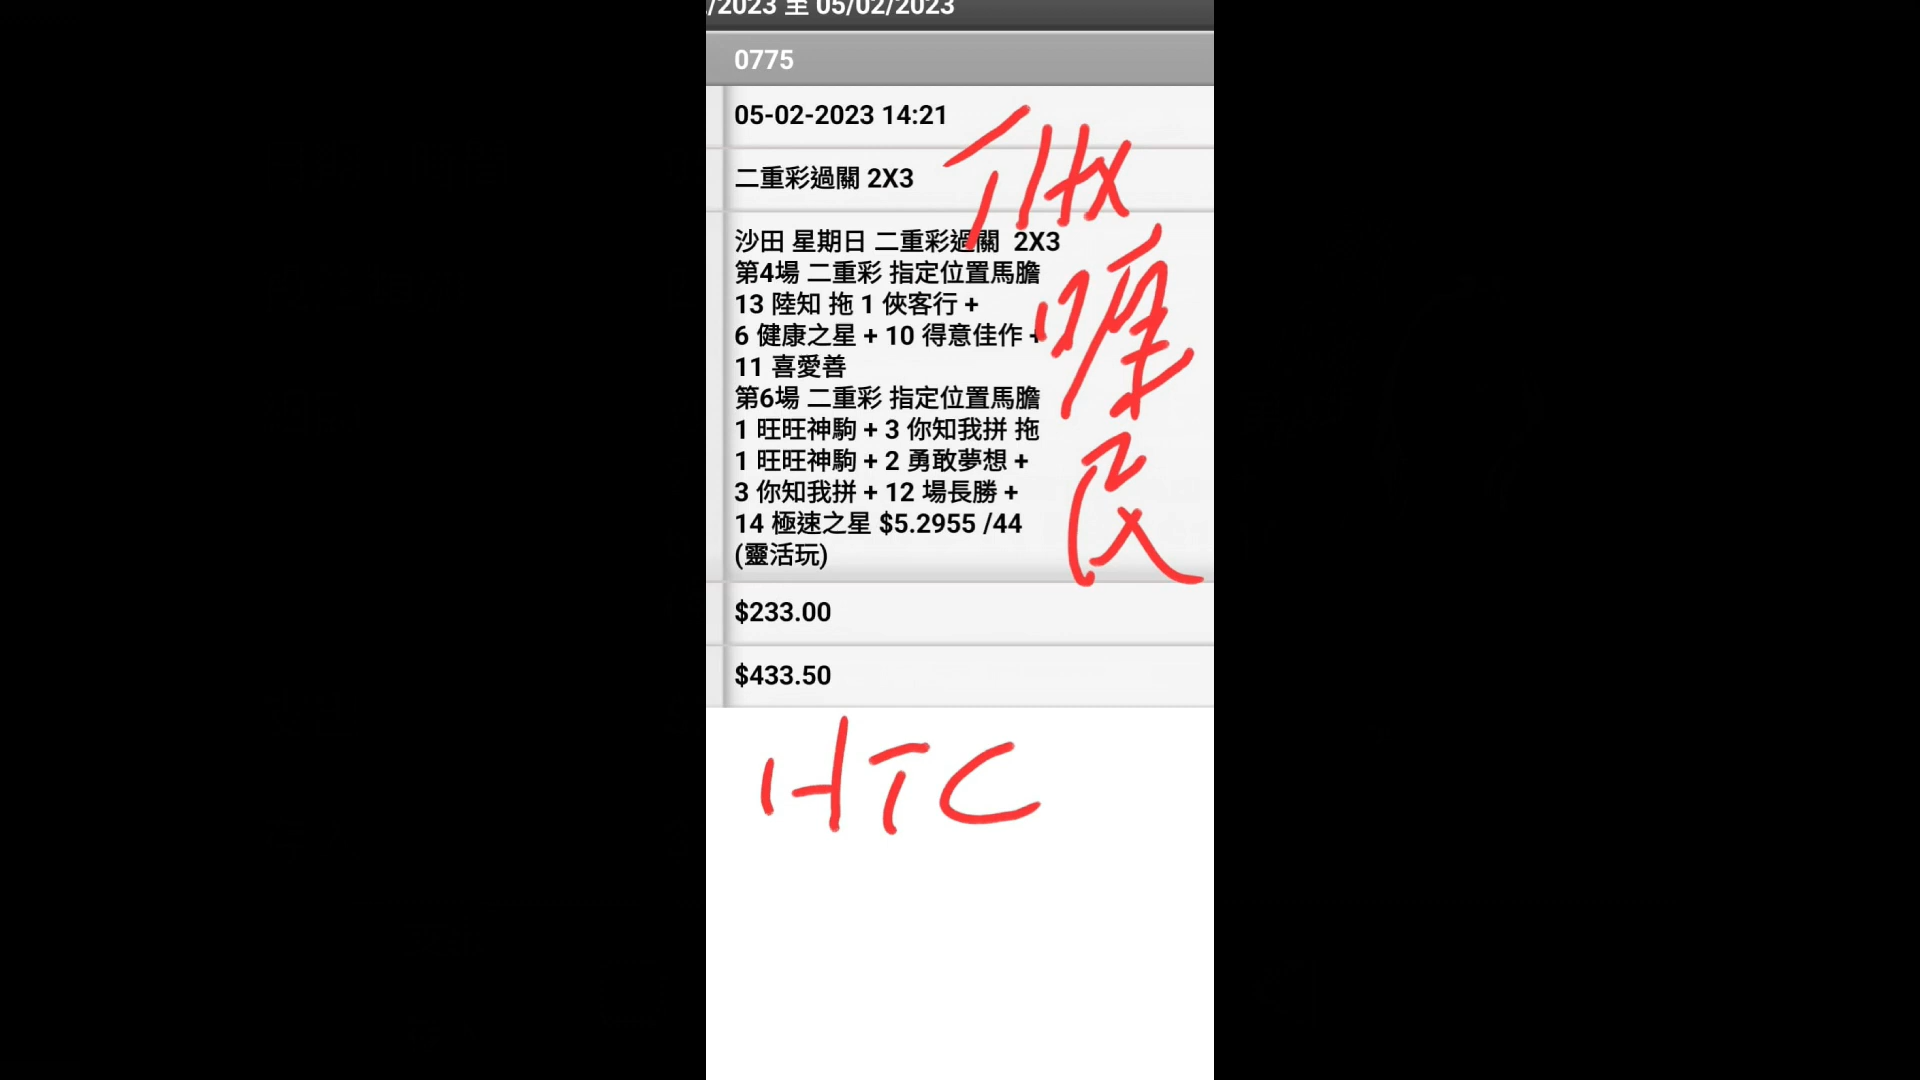 /2023 至 05/02/2023
0775
05-02-2023 14:21
二重彩過關 2X3
沙田 星期日 二重彩過關 2X3
第4場 二重彩 指定位置馬膽
13 陸知 拖 1 俠客行 +
6 健康之星 + 10 得意佳作 +
11 喜愛善
第6場 二重彩 指定位置馬膽
1 旺旺神駒 + 3 你知我拼 拖
1 旺旺神駒 + 2 勇敢夢想 +
3 你知我拼 + 12 場長勝 +
14 極速之星 $5.2955 /44
(靈活玩)
$233.00
$433.50
HTC